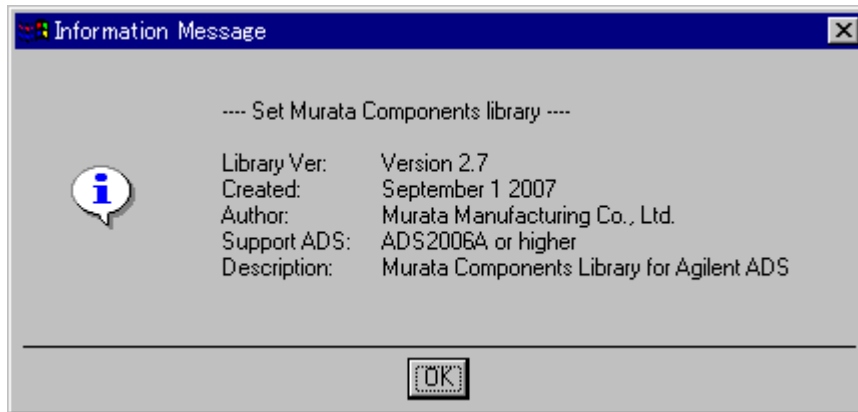 Information Message
---- Set Murata Components library ----
Library Ver: Version 2.7
Created: September 1 2007
Author: Murata Manufacturing Co., Ltd.
Support ADS: ADS2006A or higher
Description: Murata Components Library for Agilent ADS
OK